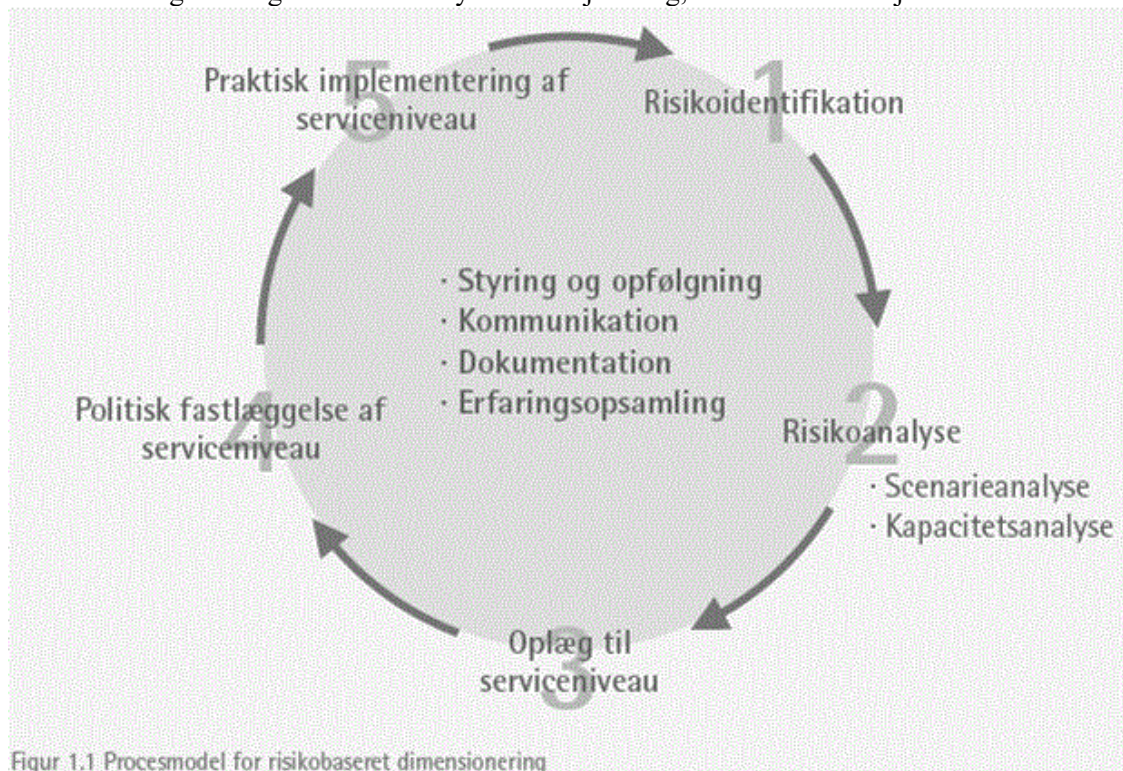 5
Praktisk implementering af
serviceniveau
1
Risikoidentifikation
· Styring og opfølgning
· Kommunikation
· Dokumentation
· Erfaringsopsamling
2
Risikoanalyse
· Scenarieanalyse
· Kapacitetsanalyse
3
Oplæg til
serviceniveau
4
Politisk fastlæggelse af
serviceniveau
Figur 1.1 Procesmodel for risikobaseret dimensionering